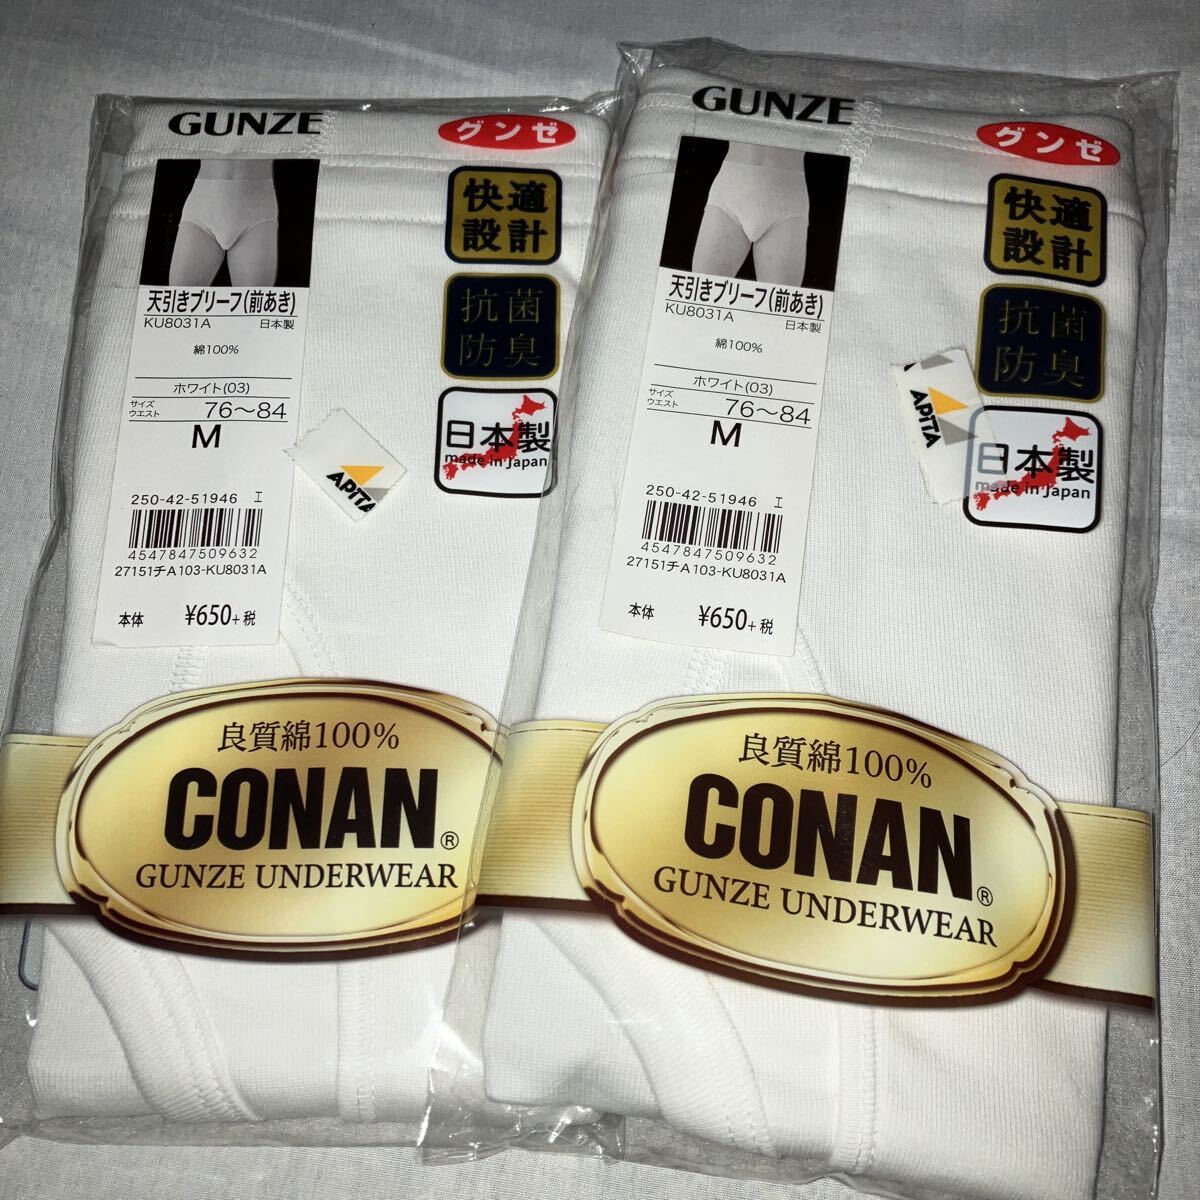 GUNZE
グンゼ
快適
設計
抗菌
防臭
日本製
made in Japan
天引きブリーフ(前あき)
KU8031A 日本製
綿100%
ホワイト(03)
サイズ
ウエスト 76～84
M
APITA
250-42-51946 エ
4547847509632
27151チA103-KU8031A
本体 ¥650+税
良質綿100%
CONAN®
GUNZE UNDERWEAR
GUNZE
グンゼ
快適
設計
抗菌
防臭
日本製
made in Japan
天引きブリーフ(前あき)
KU8031A 日本製
綿100%
ホワイト(03)
サイズ
ウエスト 76～84
M
APITA
250-42-51946 エ
4547847509632
27151チA103-KU8031A
本体 ¥650+税
良質綿100%
CONAN®
GUNZE UNDERWEAR